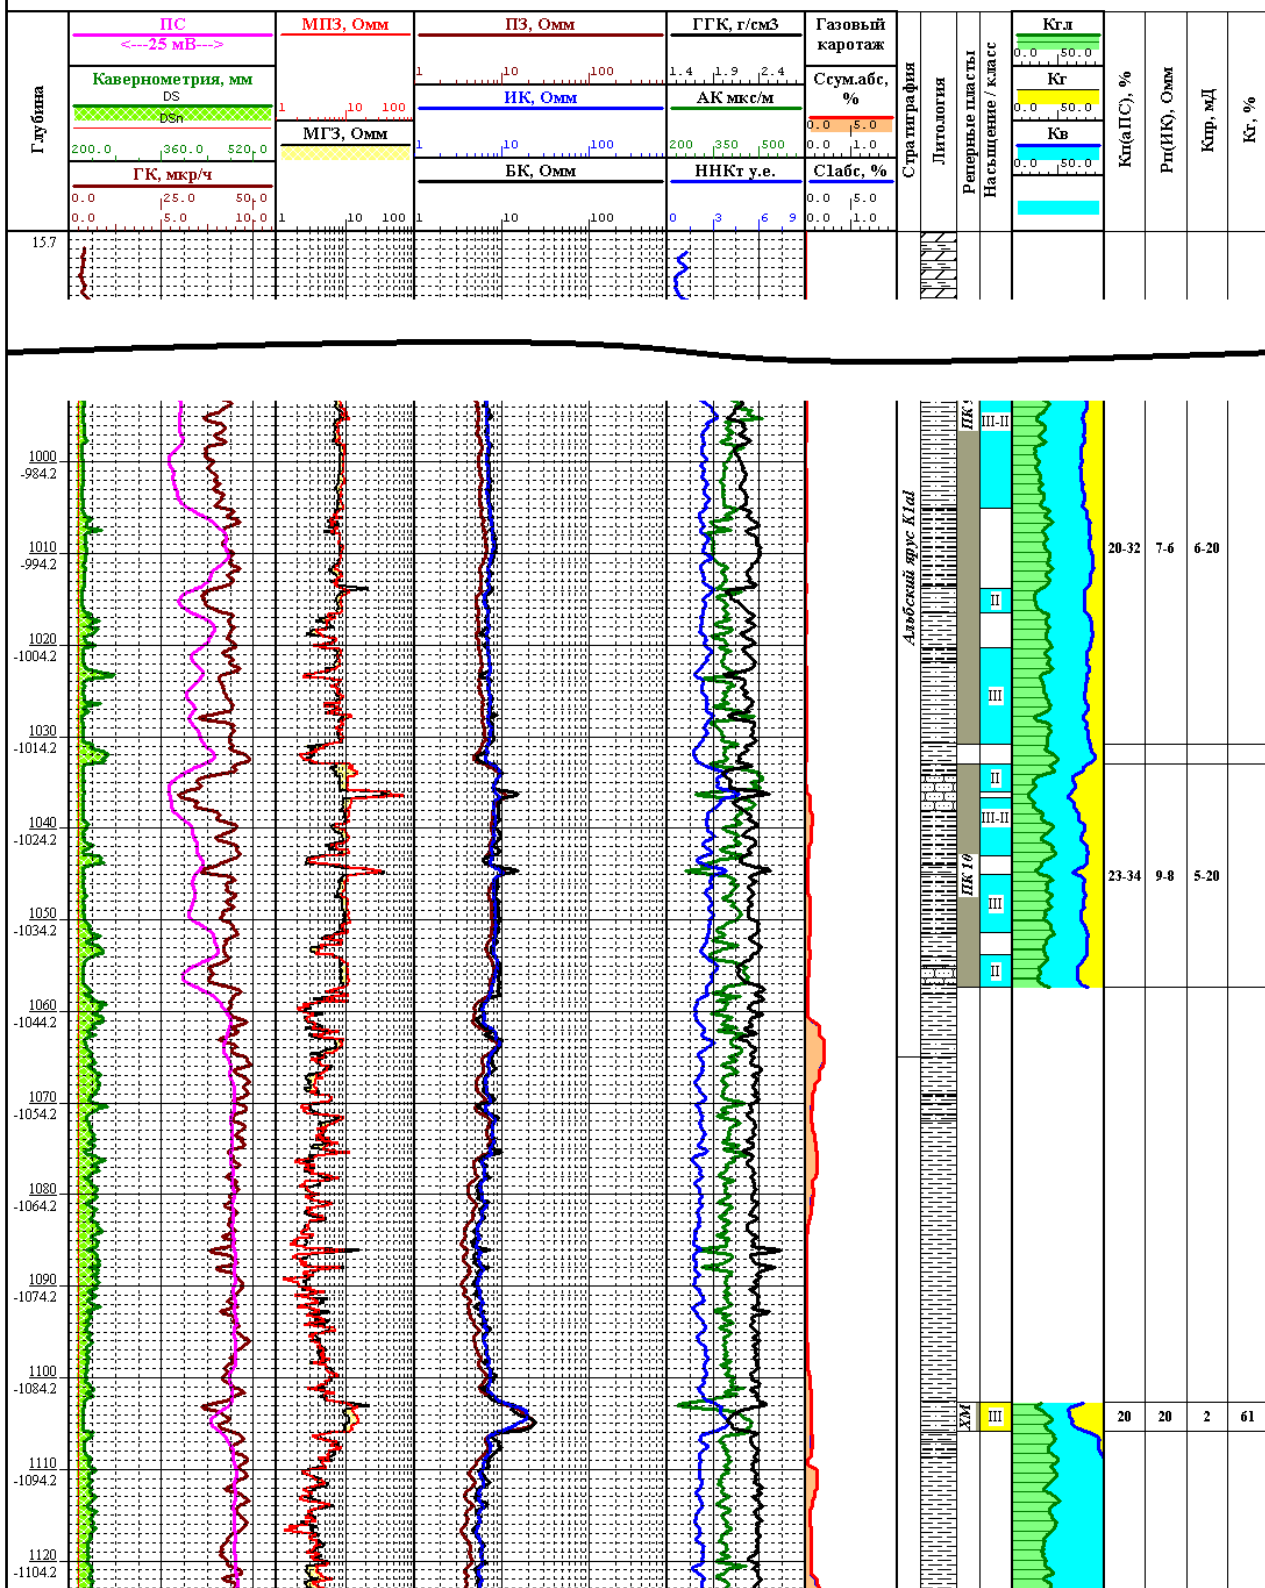 Глубина
ПС
<---25 мВ--->
Кавернометрия, мм
DS
DSn
200.0 360.0 520.0
ГК, мкр/ч
0.0 25.0 50.0
0.0 5.0 10.0
МПЗ, Омм
1 10 100
МГЗ, Омм
1 10 100
ПЗ, Омм
1 10 100
ИК, Омм
1 10 100
БК, Омм
1 10 100
ГГК, г/см3
1.4 1.9 2.4
АК мкс/м
200 350 500
ННКт у.е.
0 3 6 9
Газовый
каротаж
Ссум.абс,
%
0.0 5.0
0.0 1.0
С1абс, %
0.0 5.0
0.0 1.0
Стратиграфия
Литология
Реперные пласты
Насыщение / класс
Кгл
0.0 50.0
Кг
0.0 50.0
Кв
0.0 50.0
Кп(аПС), %
Рп(ИК), Омм
Кпр, мД
Кг, %
15.7
1000
-984.2
1010
-994.2
1020
-1004.2
1030
-1014.2
1040
-1024.2
1050
-1034.2
1060
-1044.2
1070
-1054.2
1080
-1064.2
1090
-1074.2
1100
-1084.2
1110
-1094.2
1120
-1104.2
Альбский ярус K1al
ПК
III-II
II
III
20-32 7-6 6-20
ПК 10
II
III-II
III
II
23-34 9-8 5-20
ХМ
III
20 20 2 61